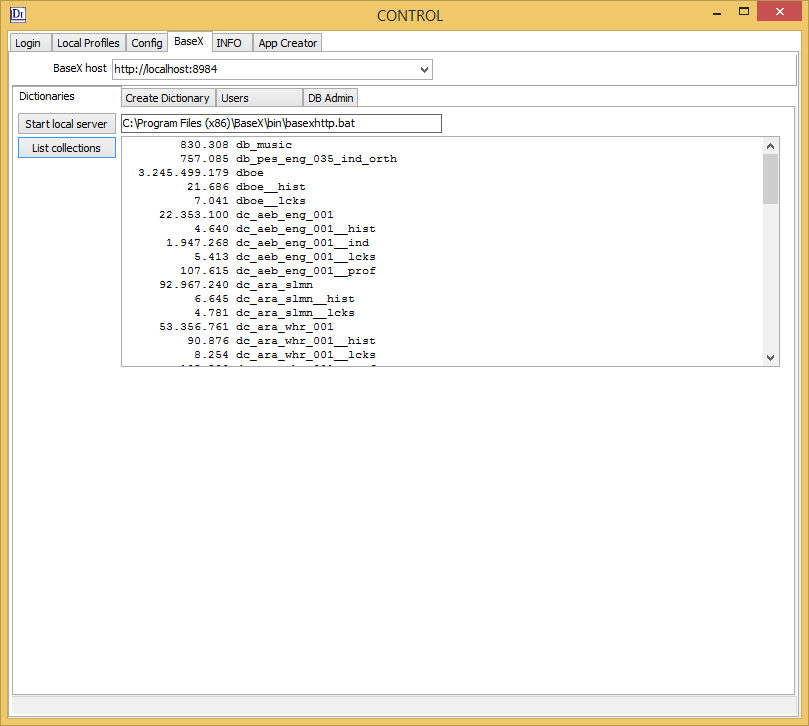 CONTROL
Login Local Profiles Config BaseX INFO App Creator
BaseX host http://localhost:8984
Dictionaries Create Dictionary Users DB Admin
Start local server C:\Program Files (x86)\BaseX\bin\basexhttp.bat
List collections
830.308 db_music
757.085 db_pes_eng_035_ind_orth
3.245.499.179 dboe
21.686 dboe__hist
7.041 dboe__lcks
22.353.100 dc_aeb_eng_001
4.640 dc_aeb_eng_001__hist
1.947.268 dc_aeb_eng_001__ind
5.413 dc_aeb_eng_001__lcks
107.615 dc_aeb_eng_001__prof
92.967.240 dc_ara_slmn
6.645 dc_ara_slmn__hist
4.781 dc_ara_slmn__lcks
53.356.761 dc_ara_whr_001
90.876 dc_ara_whr_001__hist
8.254 dc_ara_whr_001__lcks